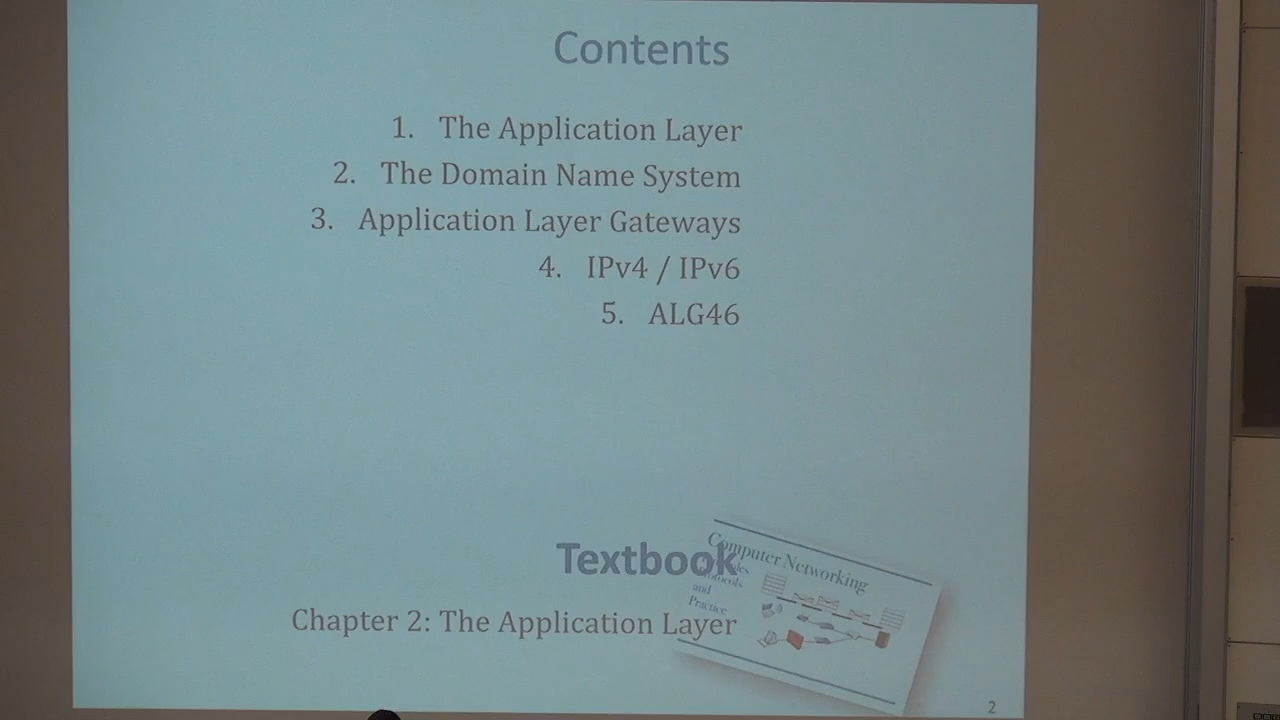 Contents
1. The Application Layer
2. The Domain Name System
3. Application Layer Gateways
4. IPv4 / IPv6
5. ALG46
Textbook
Computer Networking
Protocols
and
Practice
Chapter 2: The Application Layer
2